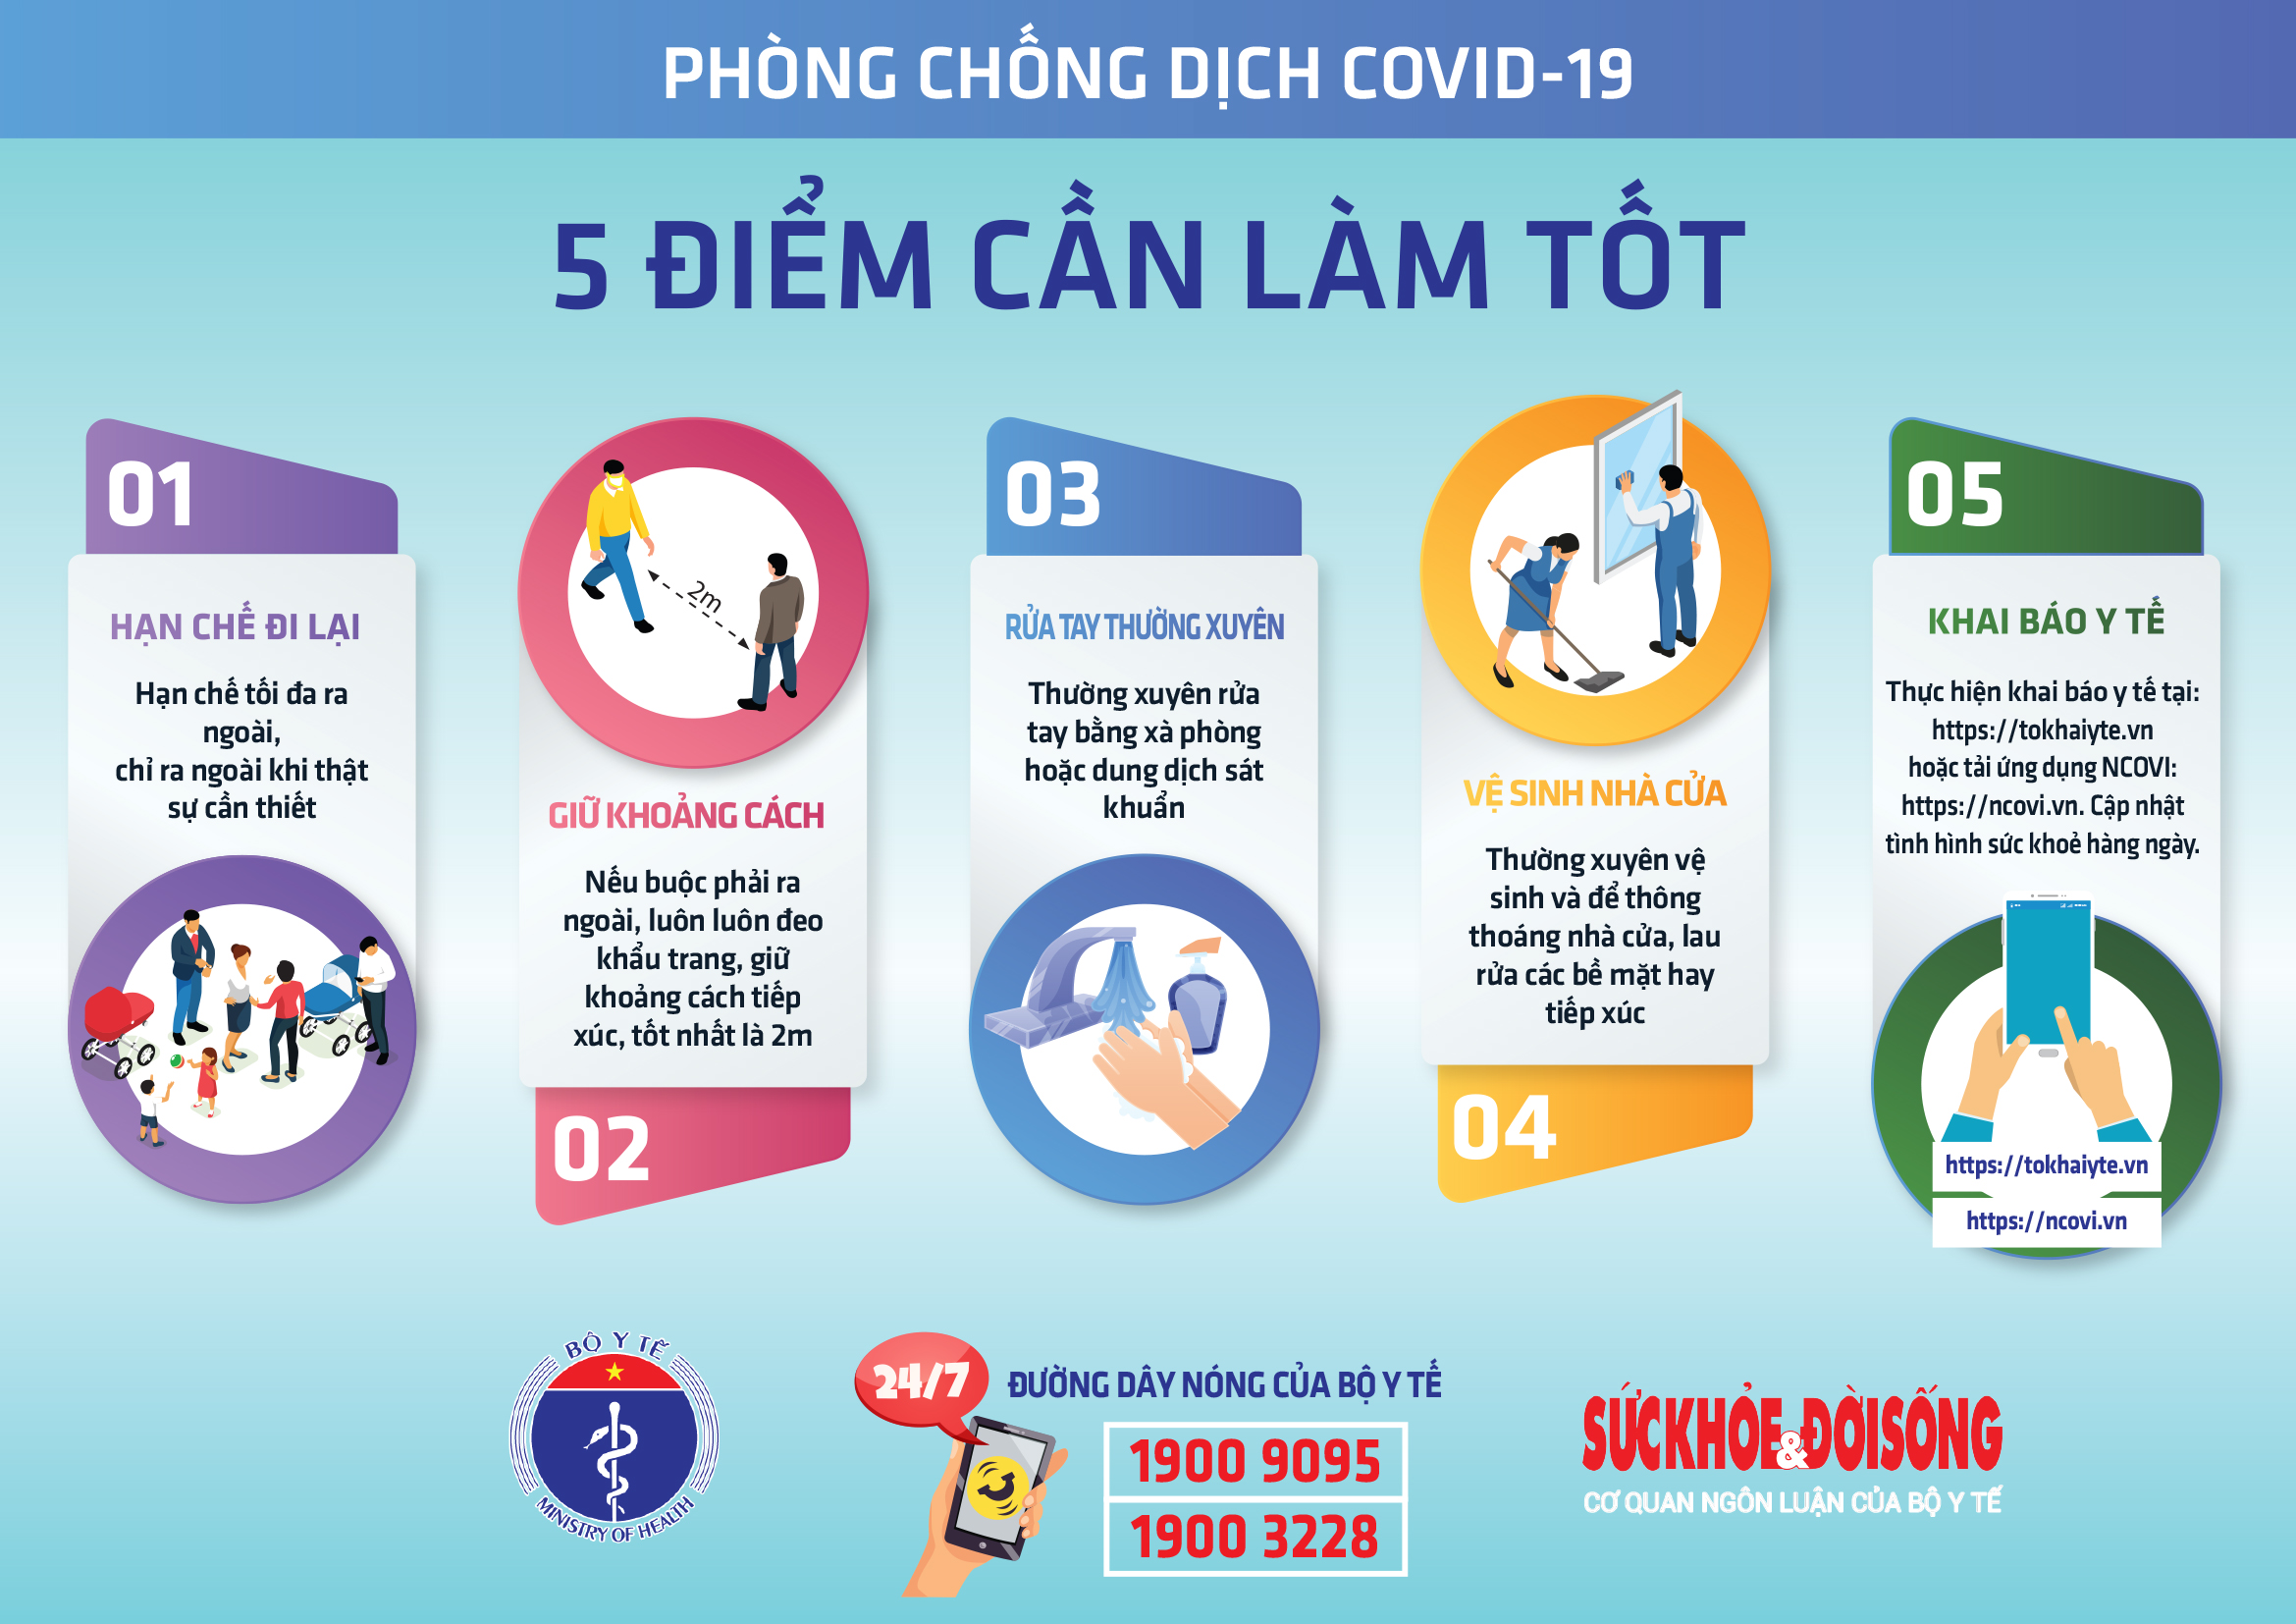 PHÒNG CHỐNG DỊCH COVID-19
5 ĐIỂM CẦN LÀM TỐT
01
HẠN CHẾ ĐI LẠI
Hạn chế tối đa ra
ngoài,
chỉ ra ngoài khi thật
sự cần thiết
2m
GIỮ KHOẢNG CÁCH
Nếu buộc phải ra
ngoài, luôn luôn đeo
khẩu trang, giữ
khoảng cách tiếp
xúc, tốt nhất là 2m
02
03
RỬA TAY THƯỜNG XUYÊN
Thường xuyên rửa
tay bằng xà phòng
hoặc dung dịch sát
khuẩn
VỆ SINH NHÀ CỬA
Thường xuyên vệ
sinh và để thông
thoáng nhà cửa, lau
rửa các bề mặt hay
tiếp xúc
04
05
KHAI BÁO Y TẾ
Thực hiện khai báo y tế tại:
https://tokhaiyte.vn
hoặc tải ứng dụng NCOVI:
https://ncovi.vn. Cập nhật
tình hình sức khoẻ hàng ngày.
https://tokhaiyte.vn
https://ncovi.vn
BỘ Y TẾ
MINISTRY OF HEALTH
24/7
ĐƯỜNG DÂY NÓNG CỦA BỘ Y TẾ
1900 9095
1900 3228
SỨC KHỎE & ĐỜI SỐNG
CƠ QUAN NGÔN LUẬN CỦA BỘ Y TẾ